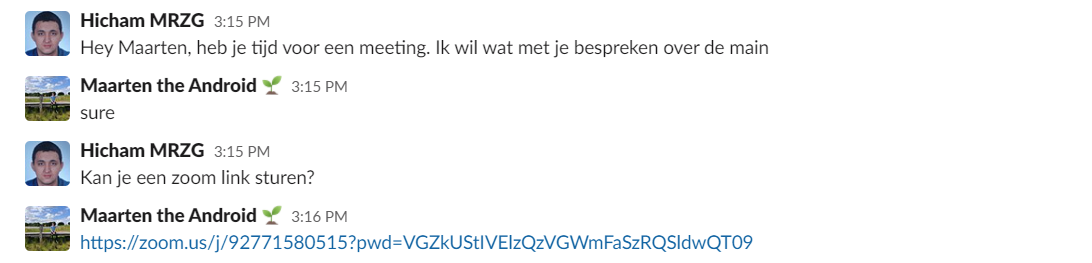 Hicham MRZG 3:15 PM
Hey Maarten, heb je tijd voor een meeting. Ik wil wat met je bespreken over de main
Maarten the Android 🌱 3:15 PM
sure
Hicham MRZG 3:15 PM
Kan je een zoom link sturen?
Maarten the Android 🌱 3:16 PM
https://zoom.us/j/92771580515?pwd=VGZkUStIVElzQzVGWmFaSzRQSldwQT09